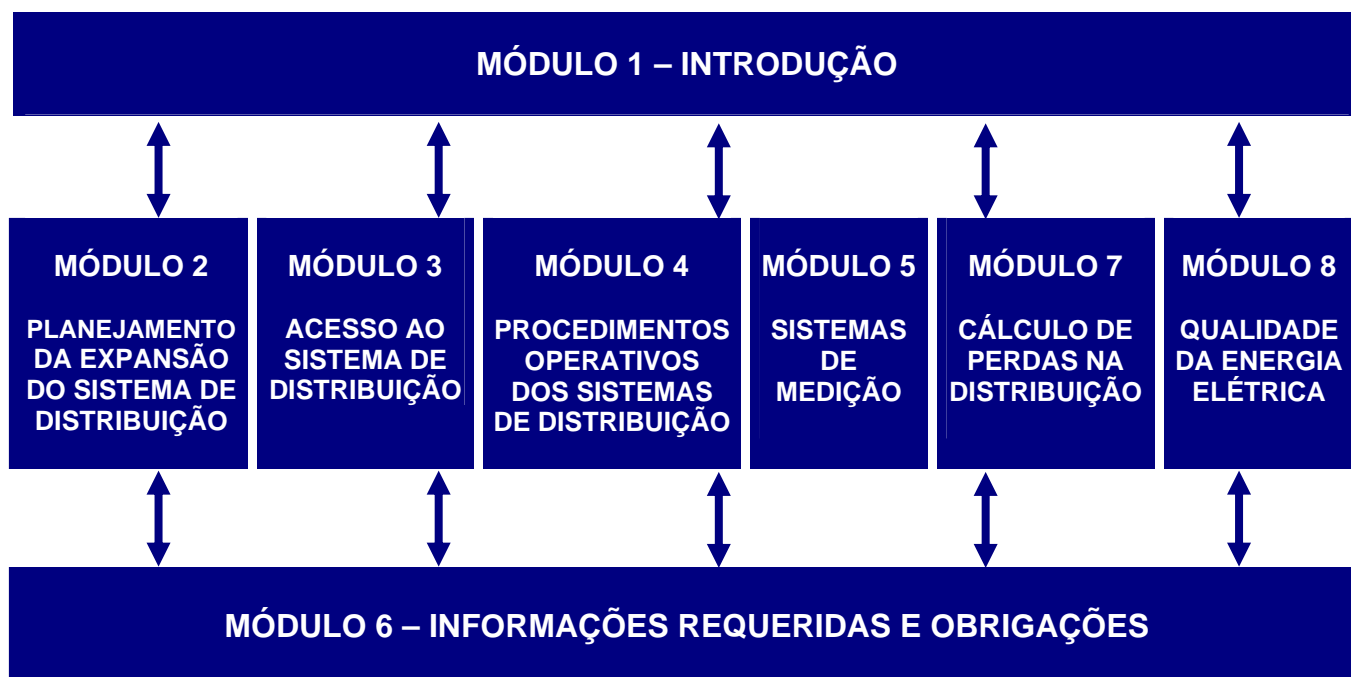 MÓDULO 1 – INTRODUÇÃO
MÓDULO 2
PLANEJAMENTO
DA EXPANSÃO
DO SISTEMA DE
DISTRIBUIÇÃO
MÓDULO 3
ACESSO AO
SISTEMA DE
DISTRIBUIÇÃO
MÓDULO 4
PROCEDIMENTOS
OPERATIVOS
DOS SISTEMAS
DE DISTRIBUIÇÃO
MÓDULO 5
SISTEMAS
DE
MEDIÇÃO
MÓDULO 7
CÁLCULO DE
PERDAS NA
DISTRIBUIÇÃO
MÓDULO 8
QUALIDADE
DA ENERGIA
ELÉTRICA
MÓDULO 6 – INFORMAÇÕES REQUERIDAS E OBRIGAÇÕES